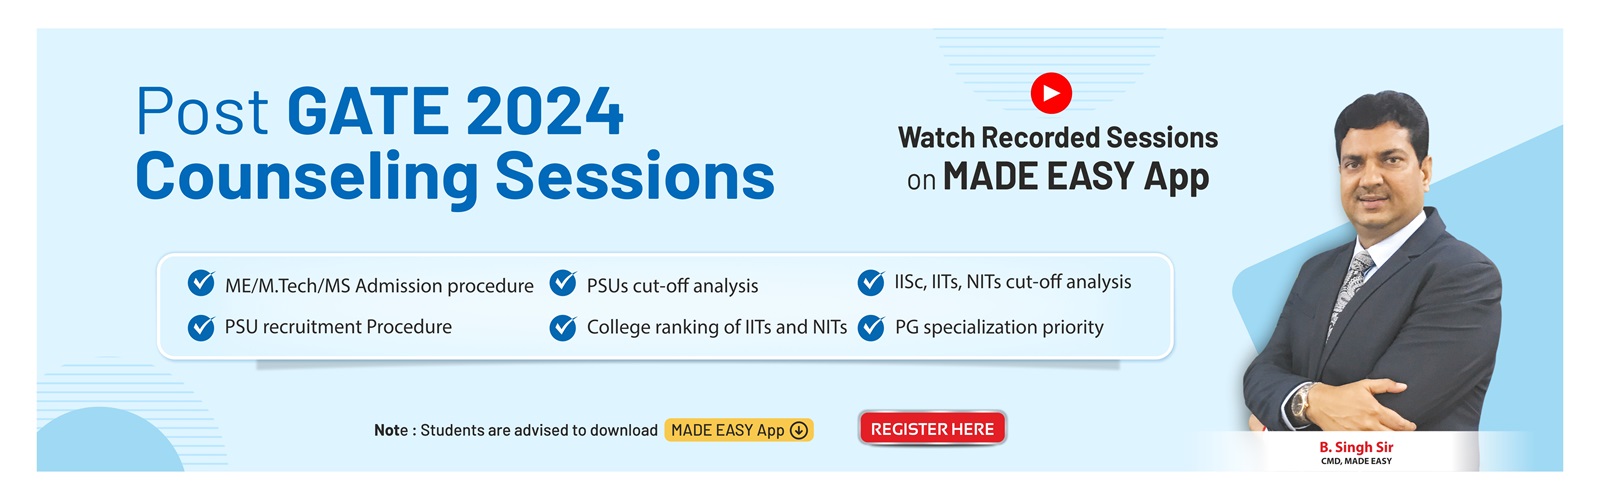 Post GATE 2024
Counseling Sessions
Watch Recorded Sessions
on MADE EASY App
ME/M.Tech/MS Admission procedure
PSUs cut-off analysis
IISc, IITs, NITs cut-off analysis
PSU recruitment Procedure
College ranking of IITs and NITs
PG specialization priority
Note : Students are advised to download MADE EASY App
REGISTER HERE
B. Singh Sir
CMD, MADE EASY